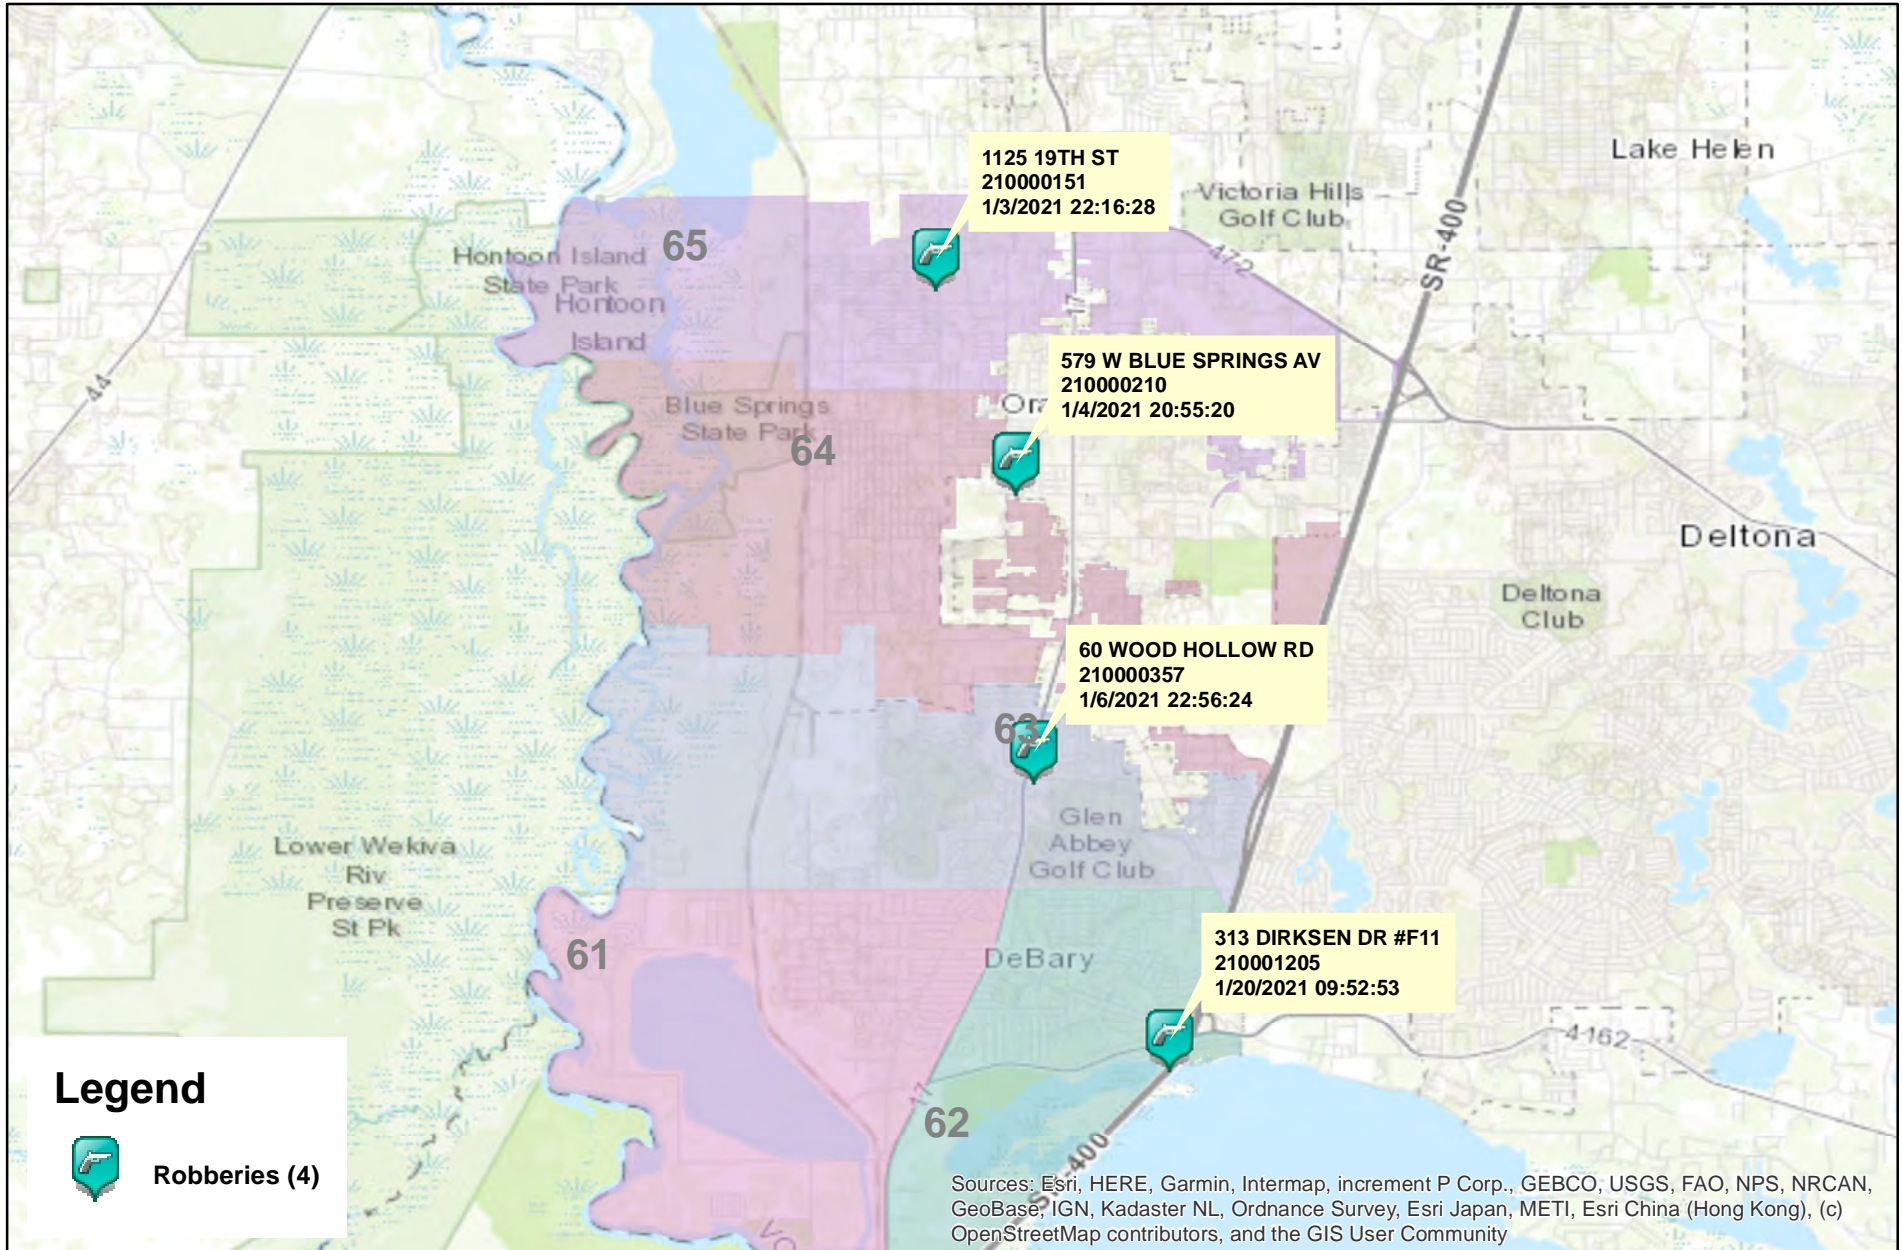 1125 19TH ST
210000151
1/3/2021 22:16:28
Lake Helen
Victoria Hills
Golf Club
65
Hontoon Island
State Park
Hontoon
Island
472
SR-400
17
44
579 W BLUE SPRINGS AV
210000210
1/4/2021 20:55:20
Blue Springs
State Park
64
Deltona
Deltona
Club
60 WOOD HOLLOW RD
210000357
1/6/2021 22:56:24
63
Glen
Abbey
Golf Club
Lower Wekiva
Riv
Preserve
St Pk
61
DeBary
313 DIRKSEN DR #F11
210001205
1/20/2021 09:52:53
4162
17
62
SR-400
Legend
Robberies (4)
Sources: Esri, HERE, Garmin, Intermap, increment P Corp., GEBCO, USGS, FAO, NPS, NRCAN,
GeoBase, IGN, Kadaster NL, Ordnance Survey, Esri Japan, METI, Esri China (Hong Kong), (c)
OpenStreetMap contributors, and the GIS User Community